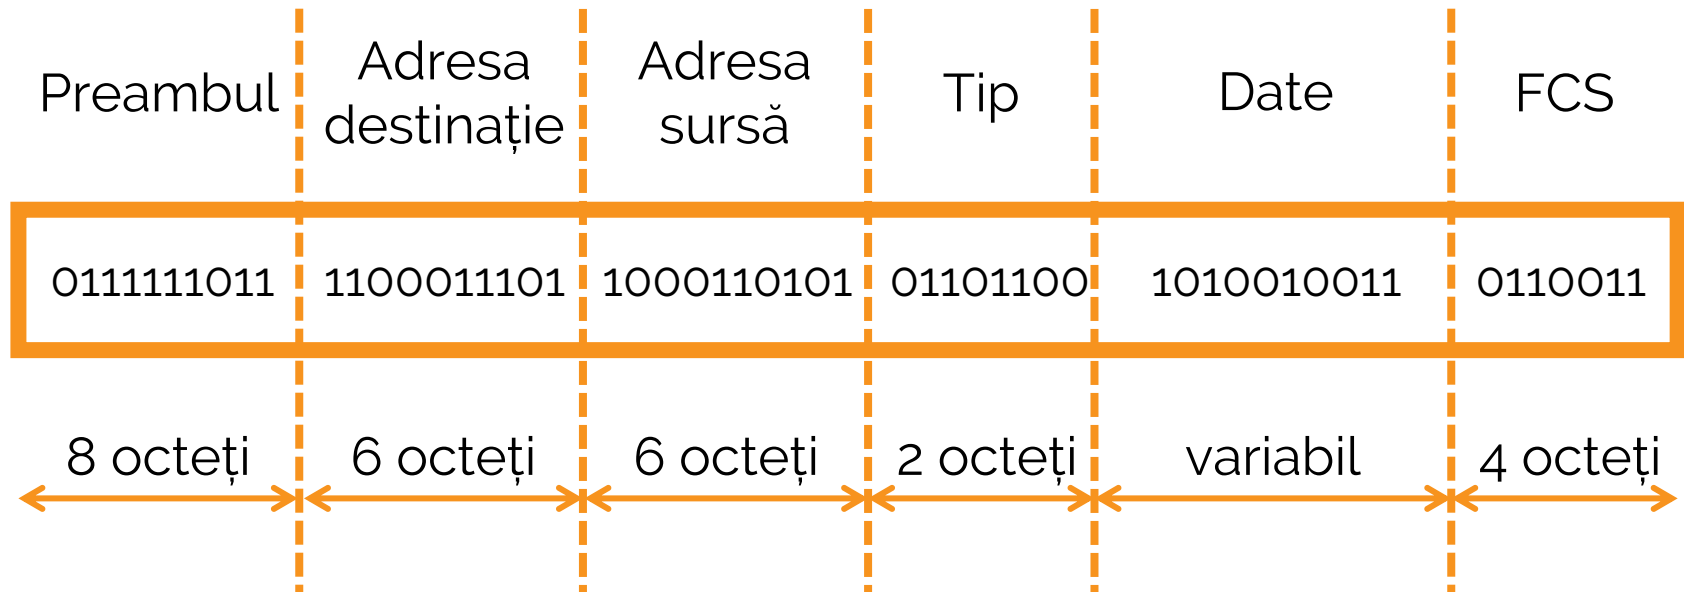 Preambul
Adresa
destinație
Adresa
sursă
Tip
Date
FCS
0111111011
1100011101
1000110101
01101100
1010010011
0110011
8 octeți
6 octeți
6 octeți
2 octeți
variabil
4 octeți